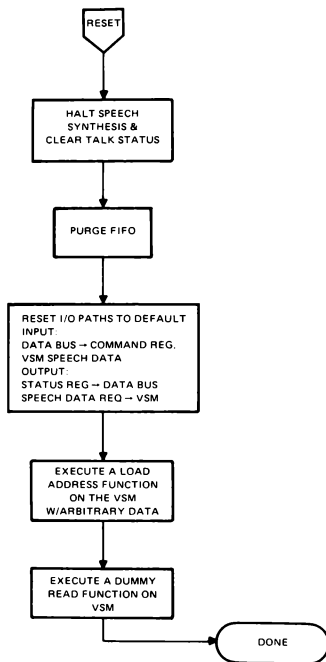 RESET
HALT SPEECH
SYNTHESIS &
CLEAR TALK STATUS
PURGE FIFO
RESET I/O PATHS TO DEFAULT
INPUT:
DATA BUS → COMMAND REG.
VSM SPEECH DATA
OUTPUT:
STATUS REG → DATA BUS
SPEECH DATA REQ → VSM
EXECUTE A LOAD
ADDRESS FUNCTION
ON THE VSM
W/ARBITRARY DATA
EXECUTE A DUMMY
READ FUNCTION ON
VSM
DONE